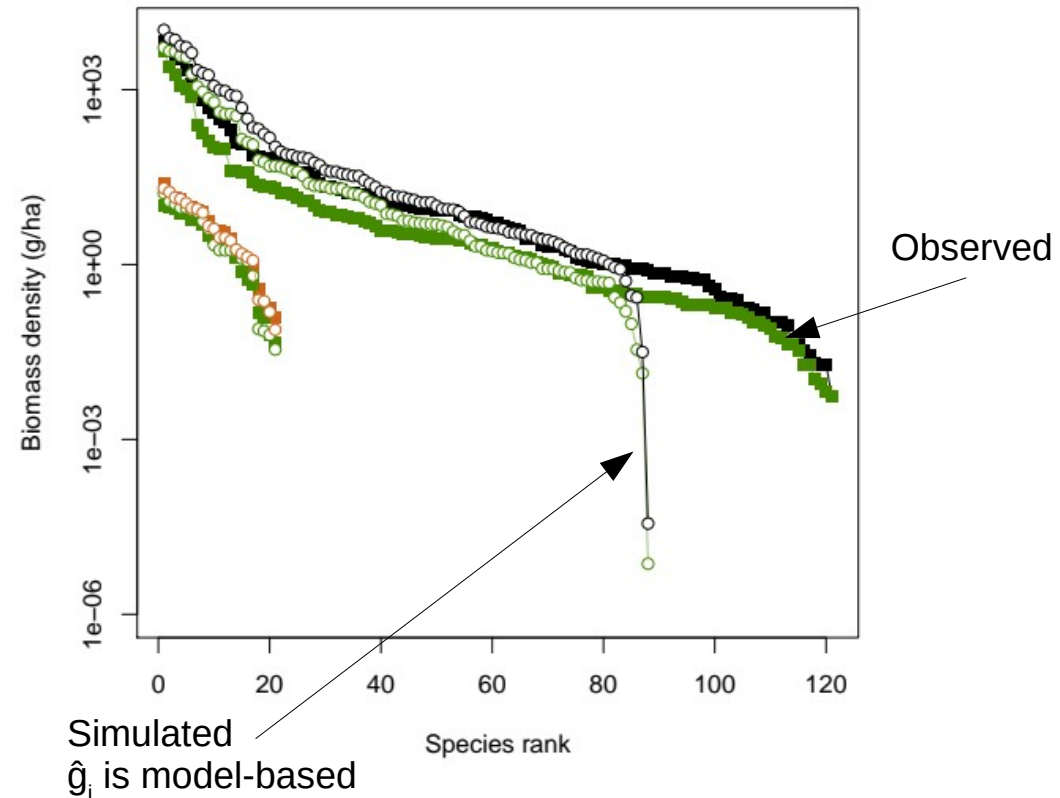 1e+03
1e+00
1e−03
1e−06
Biomass density (g/ha)
Observed
0 20 40 60 80 100 120
Species rank
Simulated
ĝi is model-based